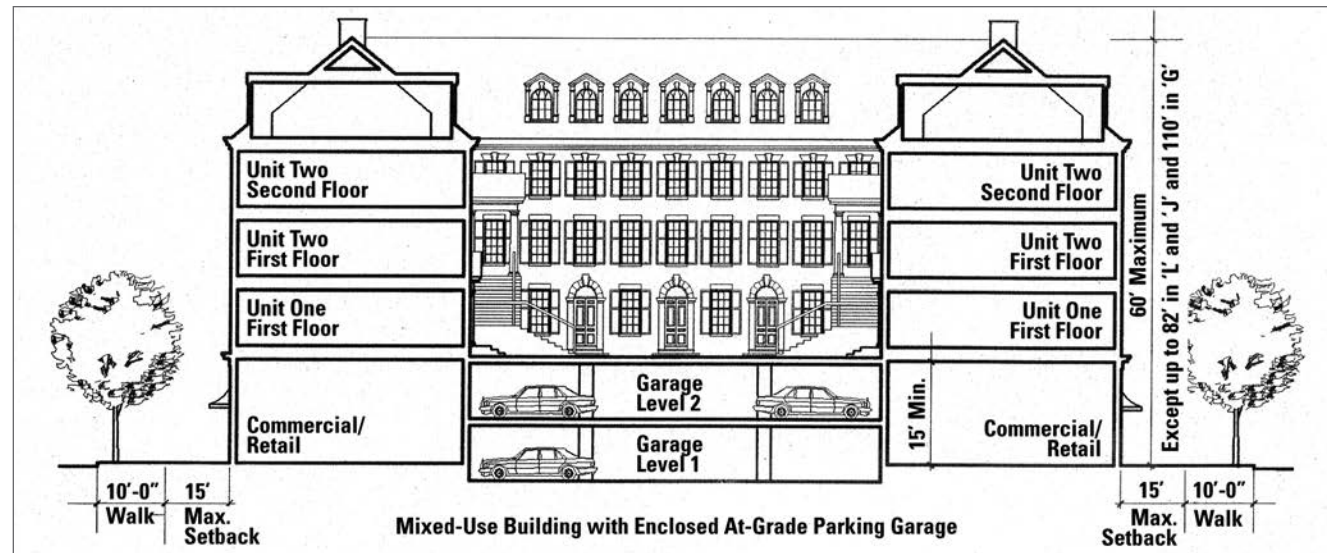 Unit Two
Second Floor
Unit Two
Second Floor
Unit Two
First Floor
Unit Two
First Floor
Unit One
First Floor
Unit One
First Floor
Garage
Level 2
Commercial/
Retail
15' Min.
Commercial/
Retail
Garage
Level 1
60' Maximum
Except up to 82' in 'L' and 'J' and 110' in 'G'
10'-0"
Walk
15'
Max.
Setback
Mixed-Use Building with Enclosed At-Grade Parking Garage
15'
Max.
Setback
10'-0"
Walk